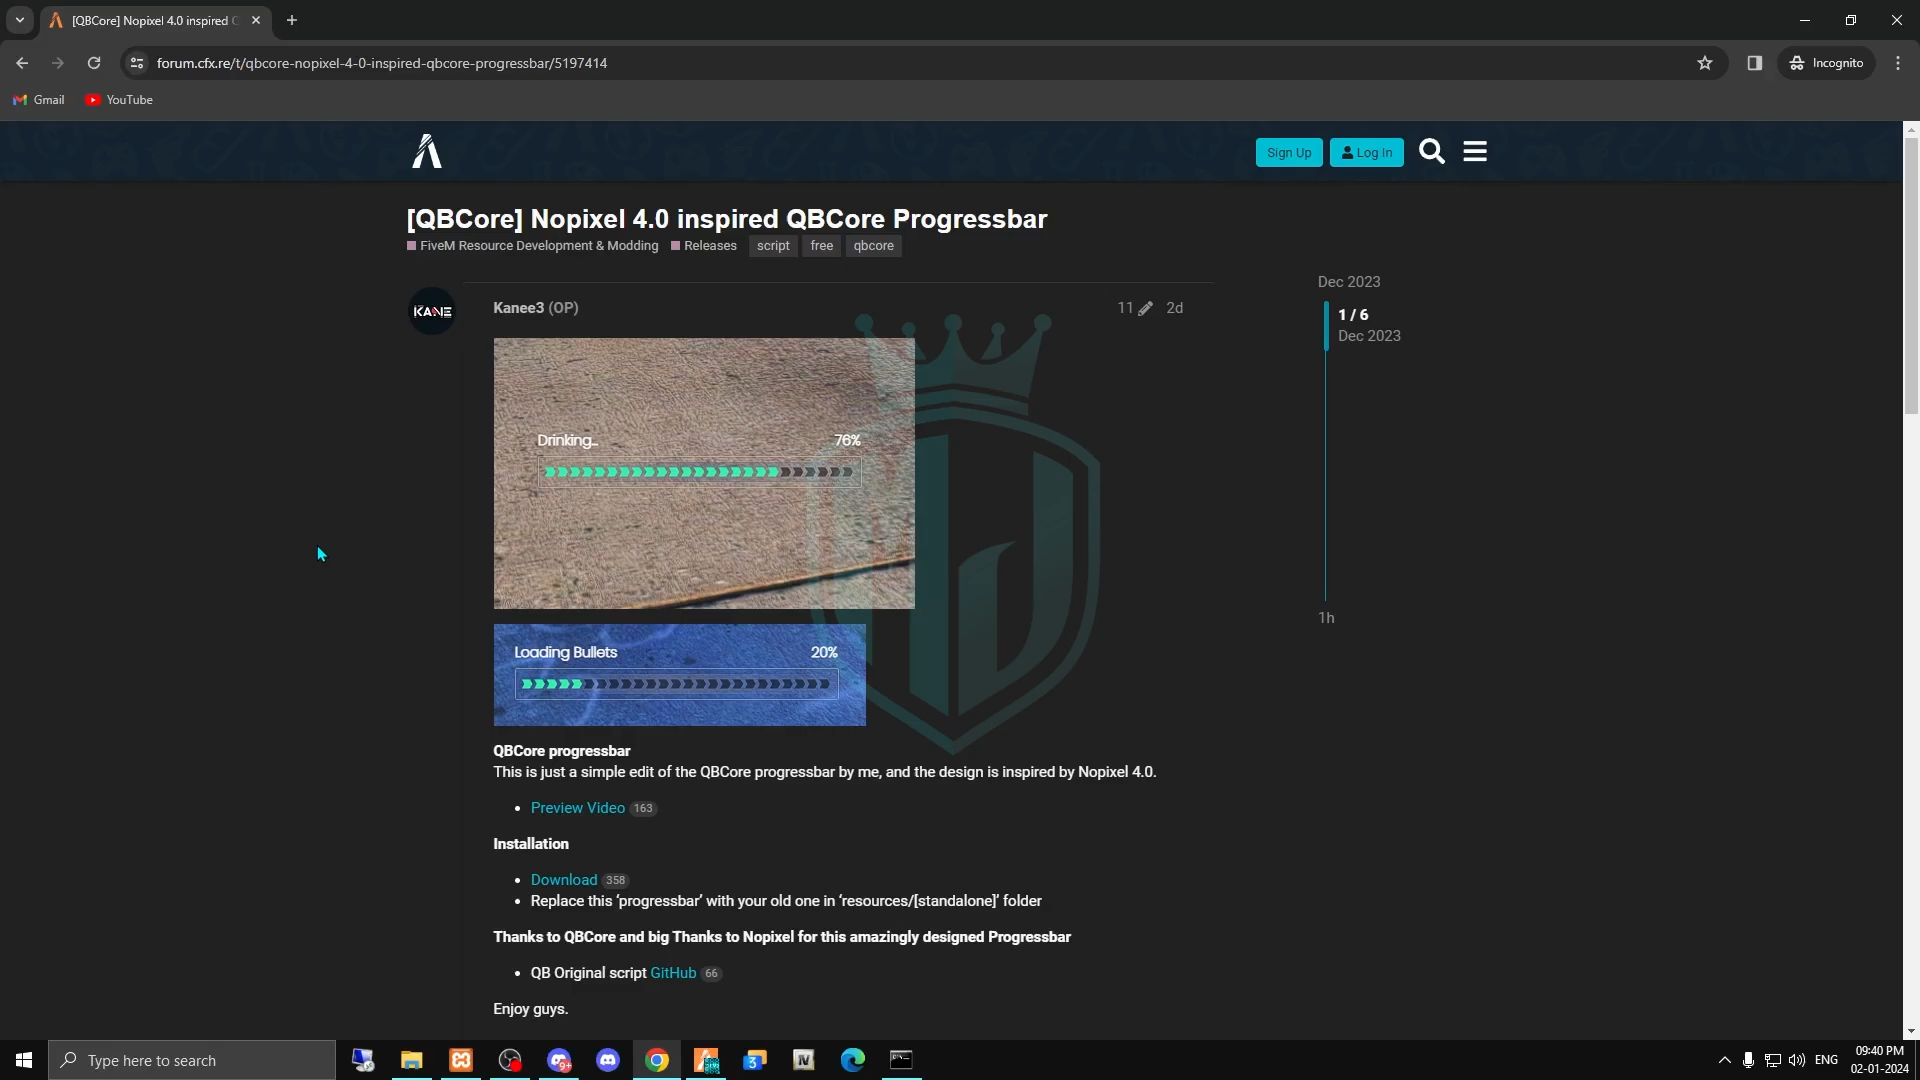 [QBCore] Nopixel 4.0 inspired Q
forum.cfx.re/t/qbcore-nopixel-4-0-inspired-qbcore-progressbar/5197414
Incognito
Gmail
YouTube
Sign Up
Log In
[QBCore] Nopixel 4.0 inspired QBCore Progressbar
FiveM Resource Development & Modding
Releases
script
free
qbcore
Dec 2023
KANE
Kanee3 (OP)
11
2d
1 / 6
Dec 2023
Drinking...
76%
1h
Loading Bullets
20%
QBCore progressbar
This is just a simple edit of the QBCore progressbar by me, and the design is inspired by Nopixel 4.0.
• Preview Video 163
Installation
• Download 358
• Replace this ‘progressbar’ with your old one in ‘resources/[standalone]’ folder
Thanks to QBCore and big Thanks to Nopixel for this amazingly designed Progressbar
• QB Original script GitHub 66
Enjoy guys.
Type here to search
9+
3
IV
ENG
09:40 PM
02-01-2024